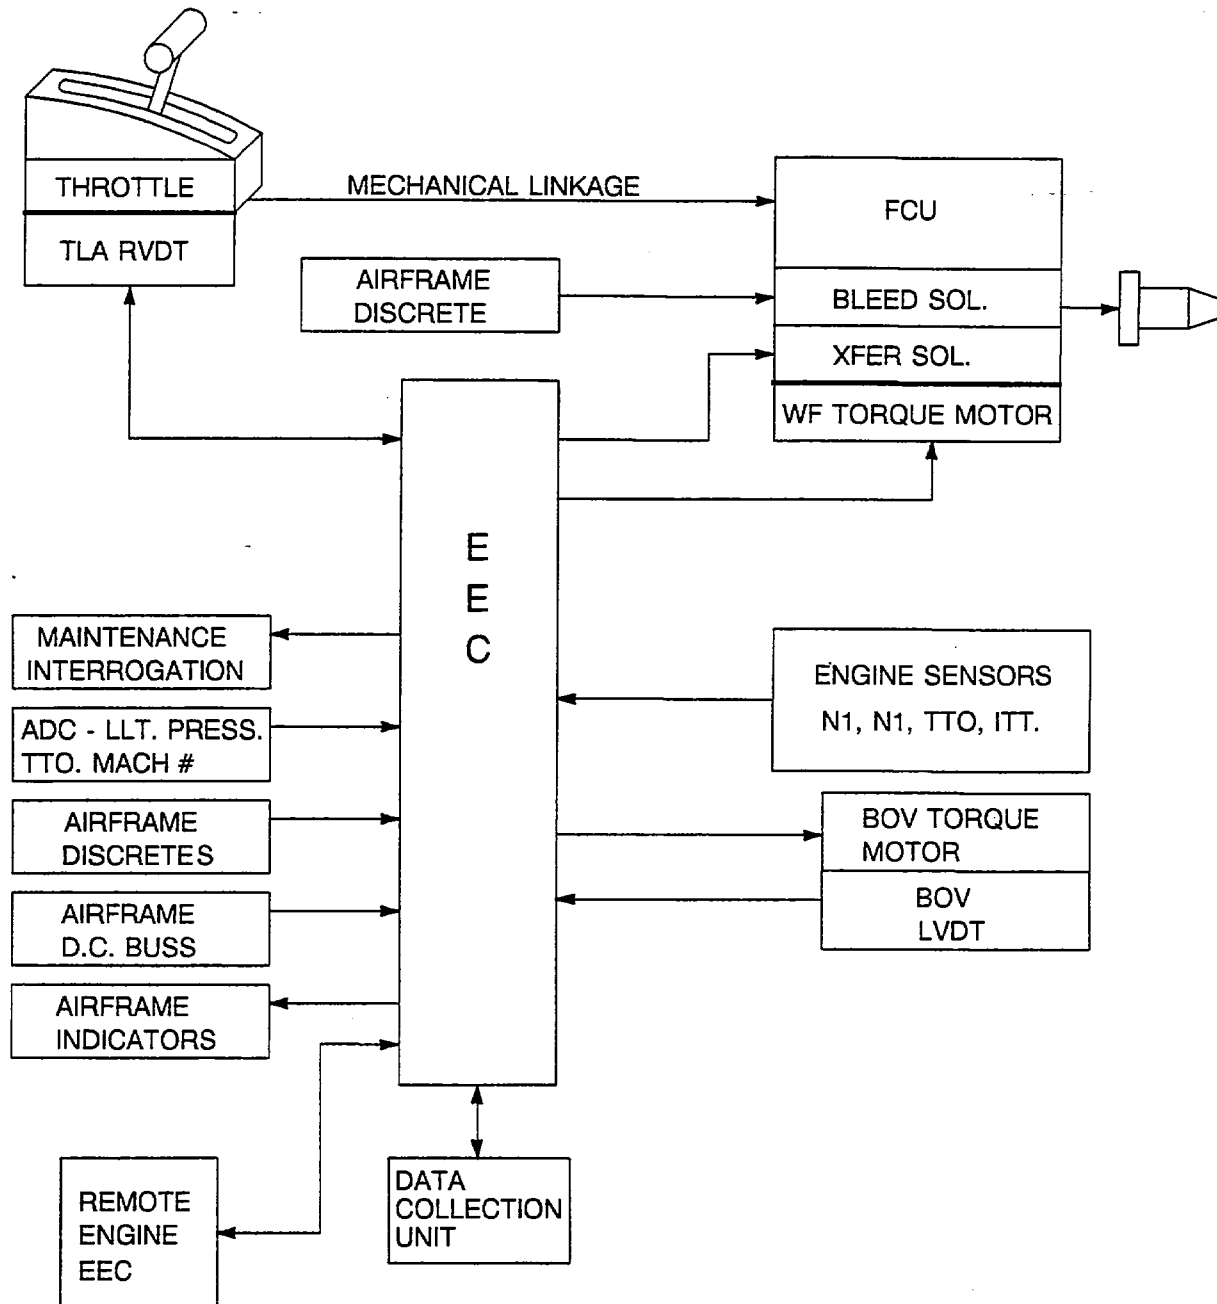 THROTTLE
TLA RVDT
MECHANICAL LINKAGE
FCU
AIRFRAME
DISCRETE
BLEED SOL.
XFER SOL.
WF TORQUE MOTOR
E
E
C
MAINTENANCE
INTERROGATION
ADC - LLT. PRESS.
TTO. MACH #
AIRFRAME
DISCRETES
AIRFRAME
D.C. BUSS
AIRFRAME
INDICATORS
ENGINE SENSORS
N1, N1, TTO, ITT.
BOV TORQUE
MOTOR
BOV
LVDT
REMOTE
ENGINE
EEC
DATA
COLLECTION
UNIT